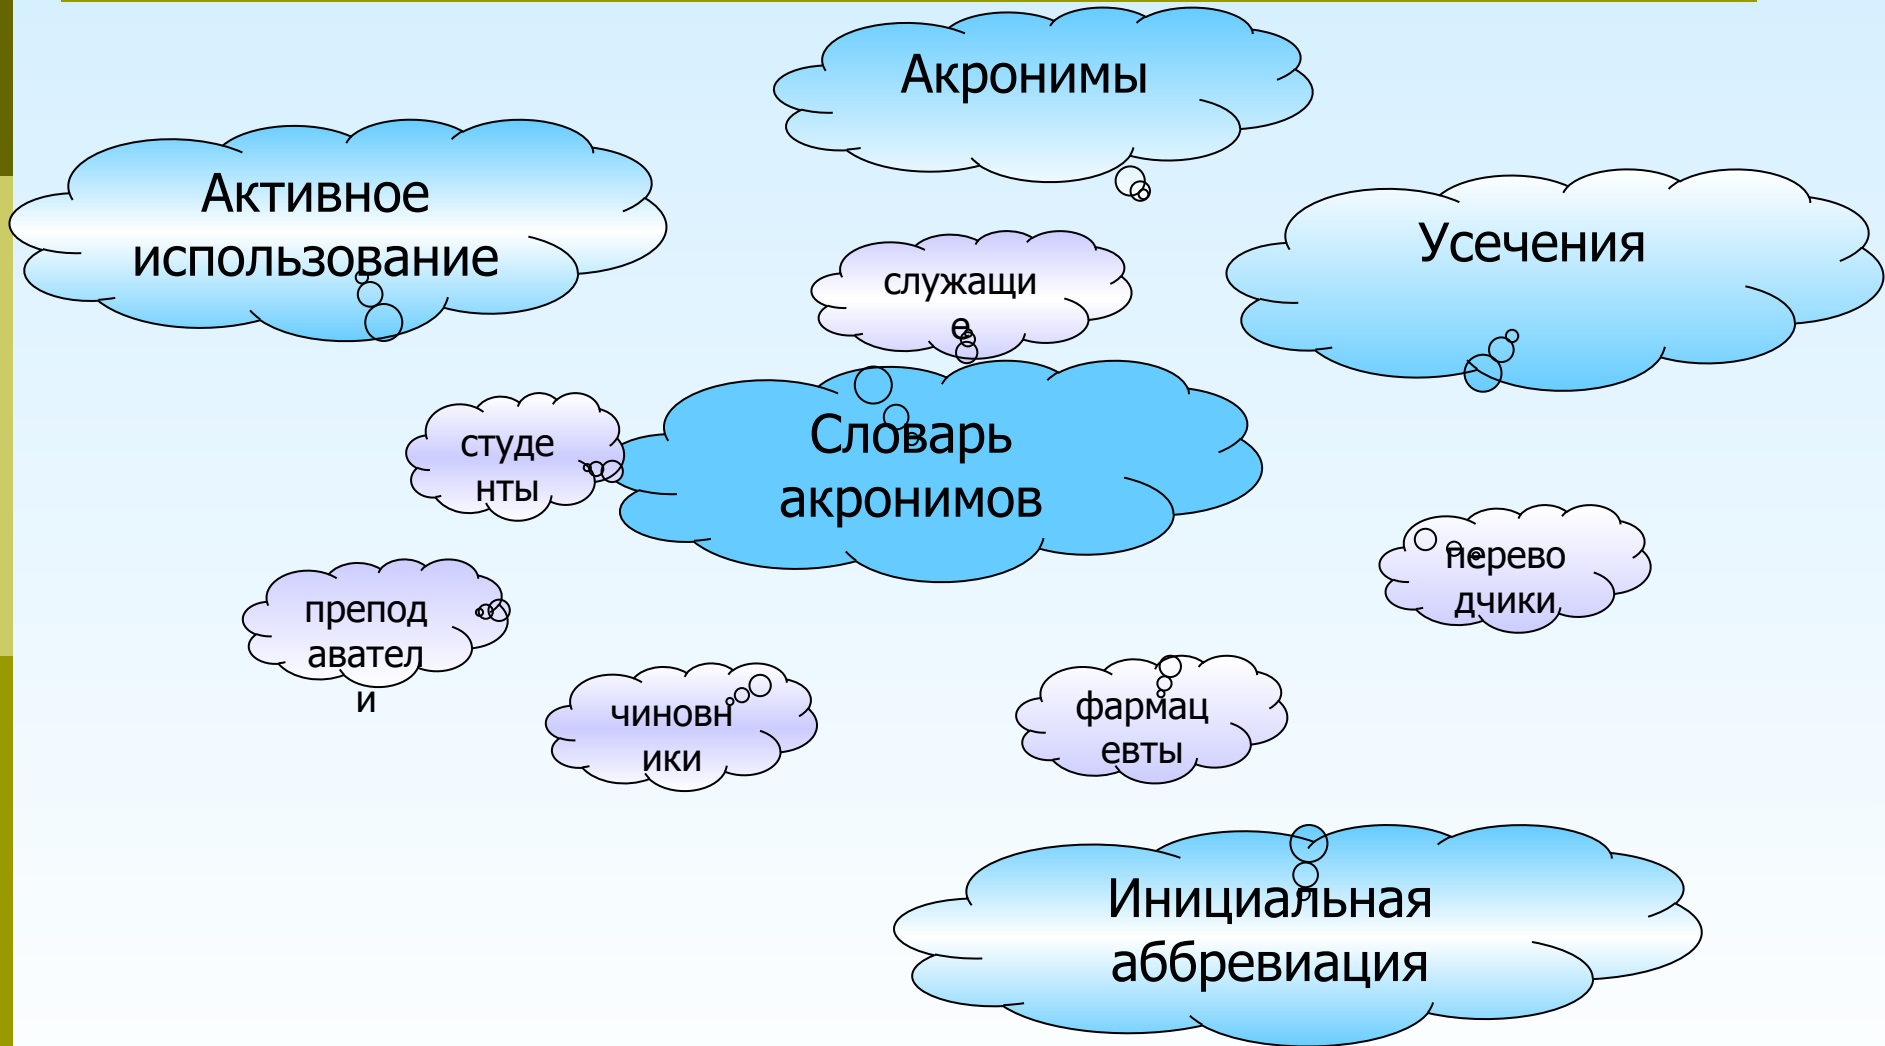 Акронимы
Активное
использование
Усечения
служащи
е
Словарь
акронимов
студе
нты
перево
дчики
препод
авател
и
чиновн
ики
фармац
евты
Инициальная
аббревиация